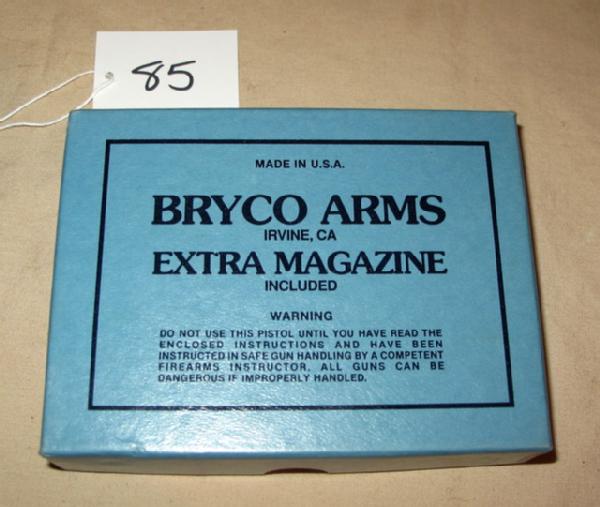 85
MADE IN U.S.A.
BRYCO ARMS
IRVINE, CA
EXTRA MAGAZINE
INCLUDED
WARNING
DO NOT USE THIS PISTOL UNTIL YOU HAVE READ THE
ENCLOSED INSTRUCTIONS AND HAVE BEEN
INSTRUCTED IN SAFE GUN HANDLING BY A COMPETENT
FIREARMS INSTRUCTOR. ALL GUNS CAN BE
DANGEROUS IF IMPROPERLY HANDLED.